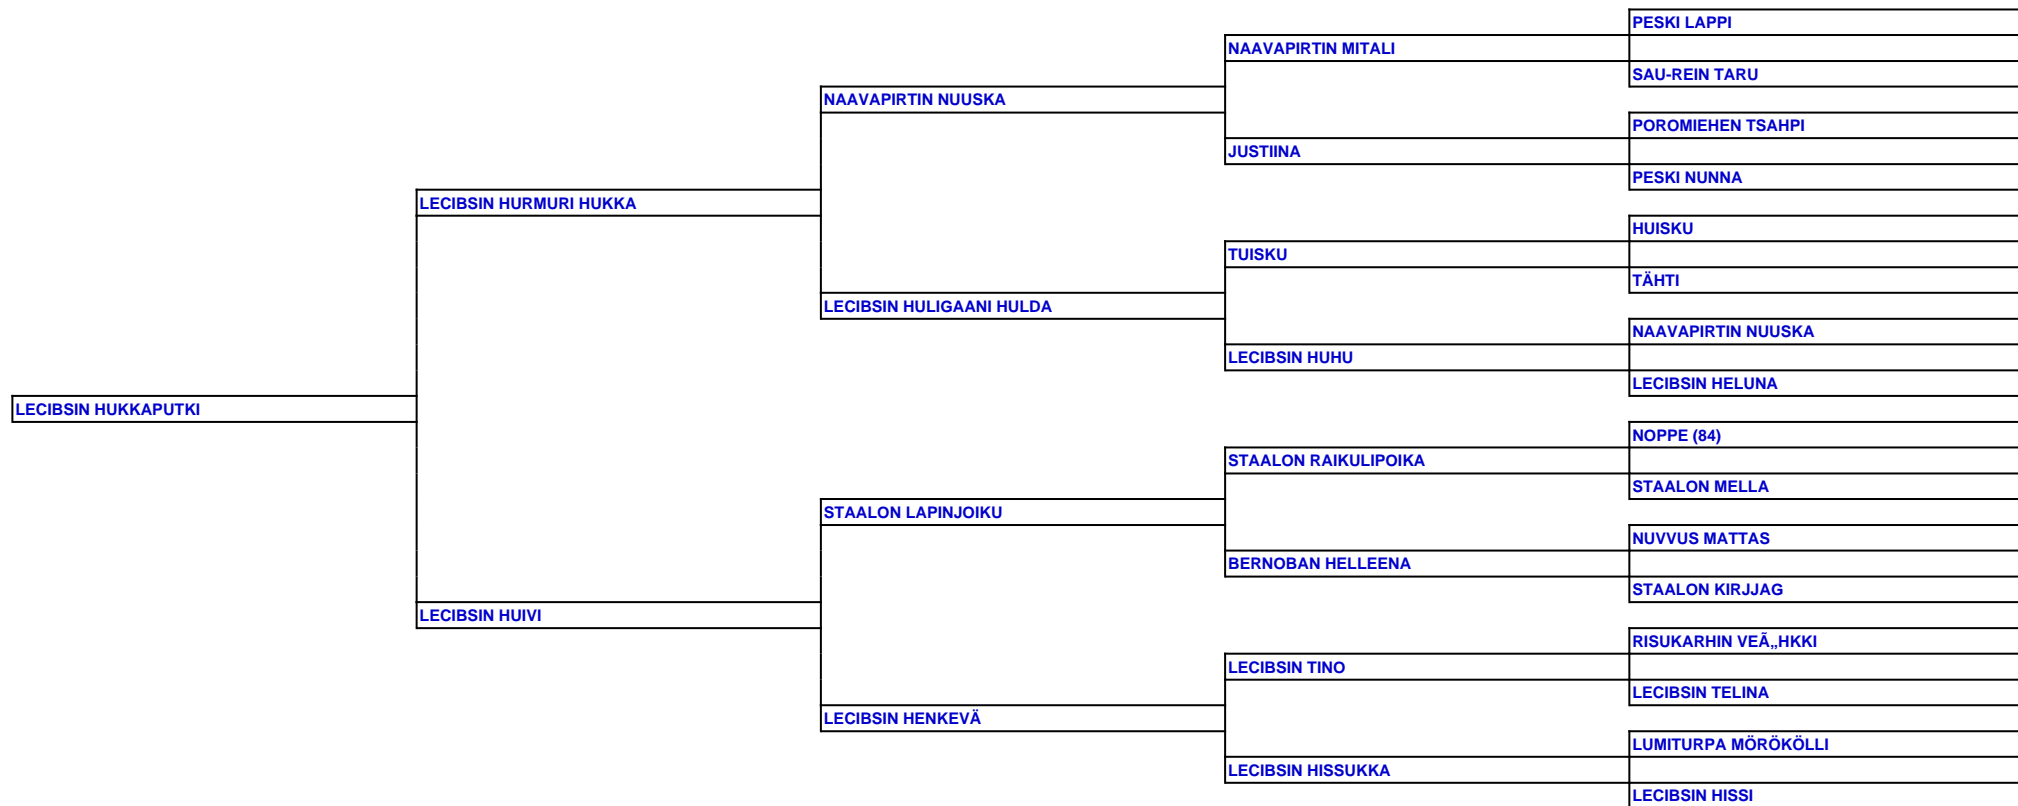 PESKI LAPPI
NAAVAPIRTIN MITALI
SAU-REIN TARU
NAAVAPIRTIN NUUSKA
POROMIEHEN TSAHPI
JUSTIINA
PESKI NUNNA
LECIBSIN HURMURI HUKKA
HUISKU
TUISKU
TÄHTI
LECIBSIN HULIGAANI HULDA
NAAVAPIRTIN NUUSKA
LECIBSIN HUHU
LECIBSIN HELUNA
LECIBSIN HUKKAPUTKI
NOPPE (84)
STAALON RAIKULIPOIKA
STAALON MELLA
STAALON LAPINJOIKU
NUVVUS MATTAS
BERNOBAN HELLEENA
STAALON KIRJJAG
LECIBSIN HUIVI
RISUKARHIN VEÃ„HKKI
LECIBSIN TINO
LECIBSIN TELINA
LECIBSIN HENKEVÄ
LUMITURPA MÖRÖKÖLLI
LECIBSIN HISSUKKA
LECIBSIN HISSI